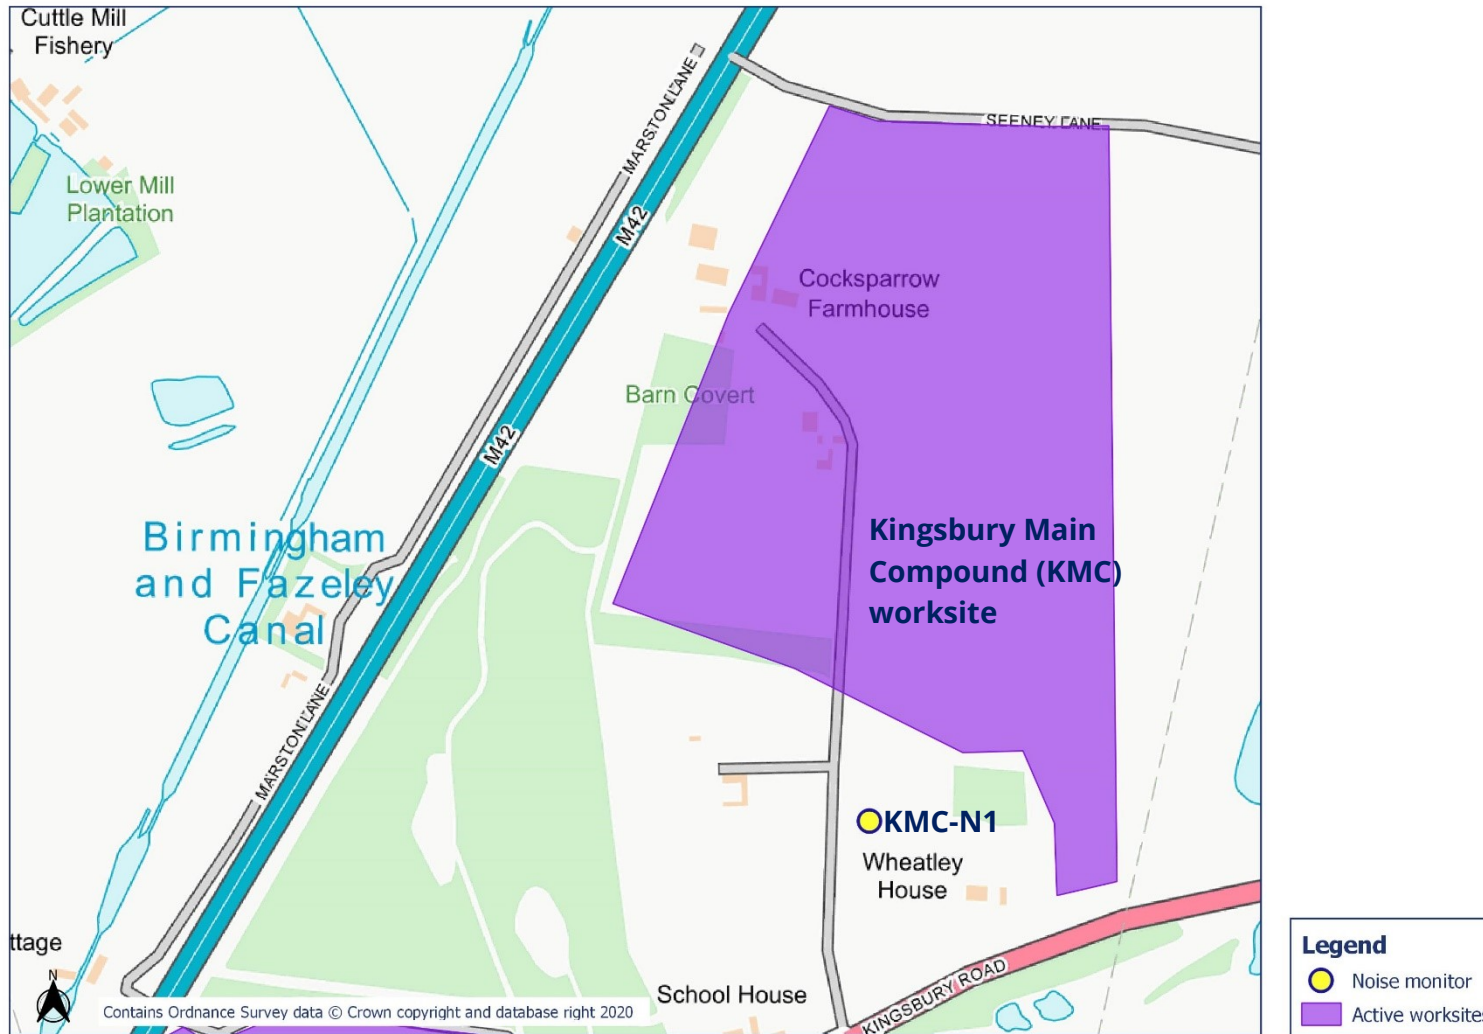 Cuttle Mill
Fishery
MARSTON LANE
SEENEY LANE
Lower Mill
Plantation
M42
Cocksparrow
Farmhouse
Barn Covert
M42
Kingsbury Main
Compound (KMC)
worksite
Birmingham
and Fazeley
Canal
MARSTON LANE
KMC-N1
Wheatley
House
ttage
N
School House
KINGSBURY ROAD
Contains Ordnance Survey data © Crown copyright and database right 2020
Legend
Noise monitor
Active worksite